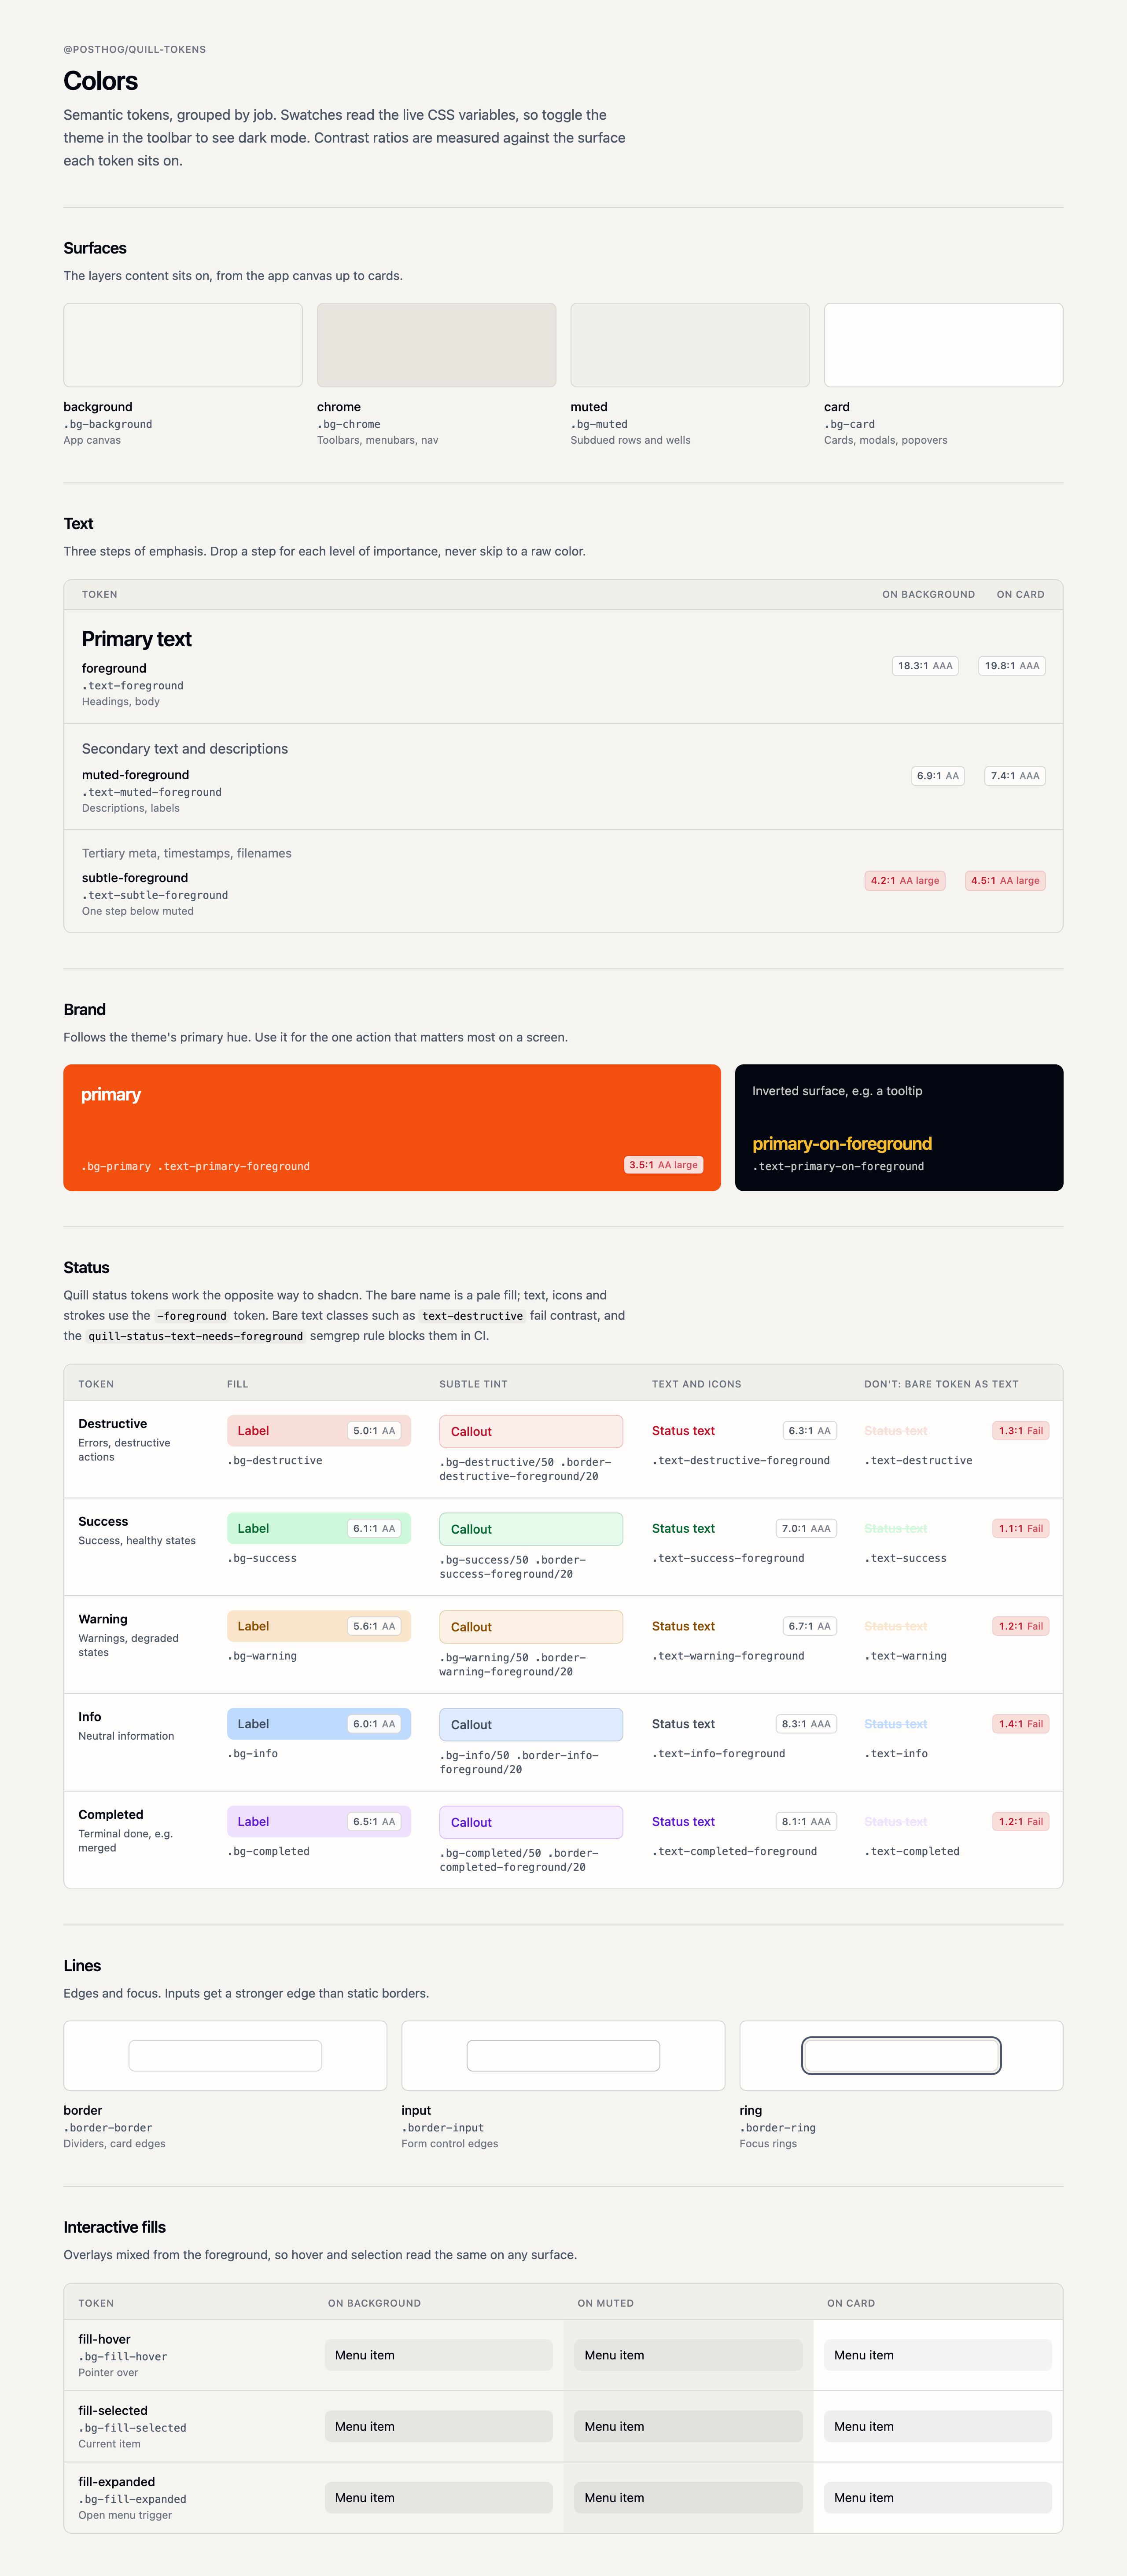 @POSTHOG/QUILL-TOKENS
Colors
Semantic tokens, grouped by job. Swatches read the live CSS variables, so toggle the
theme in the toolbar to see dark mode. Contrast ratios are measured against the surface
each token sits on.
Surfaces
The layers content sits on, from the app canvas up to cards.
background
.bg-background
App canvas
chrome
.bg-chrome
Toolbars, menubars, nav
muted
.bg-muted
Subdued rows and wells
card
.bg-card
Cards, modals, popovers
Text
Three steps of emphasis. Drop a step for each level of importance, never skip to a raw color.
TOKEN ON BACKGROUND ON CARD
Primary text
foreground
.text-foreground
Headings, body
18.3:1 AAA 19.8:1 AAA
Secondary text and descriptions
muted-foreground
.text-muted-foreground
Descriptions, labels
6.9:1 AA 7.4:1 AAA
Tertiary meta, timestamps, filenames
subtle-foreground
.text-subtle-foreground
One step below muted
4.2:1 AA large 4.5:1 AA large
Brand
Follows the theme's primary hue. Use it for the one action that matters most on a screen.
primary
.bg-primary .text-primary-foreground
3.5:1 AA large
Inverted surface, e.g. a tooltip
primary-on-foreground
.text-primary-on-foreground
Status
Quill status tokens work the opposite way to shadcn. The bare name is a pale fill; text, icons and
strokes use the -foreground token. Bare text classes such as text-destructive fail contrast, and
the quill-status-text-needs-foreground semgrep rule blocks them in CI.
TOKEN FILL SUBTLE TINT TEXT AND ICONS DON'T: BARE TOKEN AS TEXT
Destructive
Errors, destructive
actions
Label 5.0:1 AA
.bg-destructive
Callout
.bg-destructive/50 .border-
destructive-foreground/20
Status text 6.3:1 AA
.text-destructive-foreground
Status text 1.3:1 Fail
.text-destructive
Success
Success, healthy states
Label 6.1:1 AA
.bg-success
Callout
.bg-success/50 .border-
success-foreground/20
Status text 7.0:1 AAA
.text-success-foreground
Status text 1.1:1 Fail
.text-success
Warning
Warnings, degraded
states
Label 5.6:1 AA
.bg-warning
Callout
.bg-warning/50 .border-
warning-foreground/20
Status text 6.7:1 AA
.text-warning-foreground
Status text 1.2:1 Fail
.text-warning
Info
Neutral information
Label 6.0:1 AA
.bg-info
Callout
.bg-info/50 .border-info-
foreground/20
Status text 8.3:1 AAA
.text-info-foreground
Status text 1.4:1 Fail
.text-info
Completed
Terminal done, e.g.
merged
Label 6.5:1 AA
.bg-completed
Callout
.bg-completed/50 .border-
completed-foreground/20
Status text 8.1:1 AAA
.text-completed-foreground
Status text 1.2:1 Fail
.text-completed
Lines
Edges and focus. Inputs get a stronger edge than static borders.
border
.border-border
Dividers, card edges
input
.border-input
Form control edges
ring
.border-ring
Focus rings
Interactive fills
Overlays mixed from the foreground, so hover and selection read the same on any surface.
TOKEN ON BACKGROUND ON MUTED ON CARD
fill-hover
.bg-fill-hover
Pointer over
Menu item Menu item Menu item
fill-selected
.bg-fill-selected
Current item
Menu item Menu item Menu item
fill-expanded
.bg-fill-expanded
Open menu trigger
Menu item Menu item Menu item